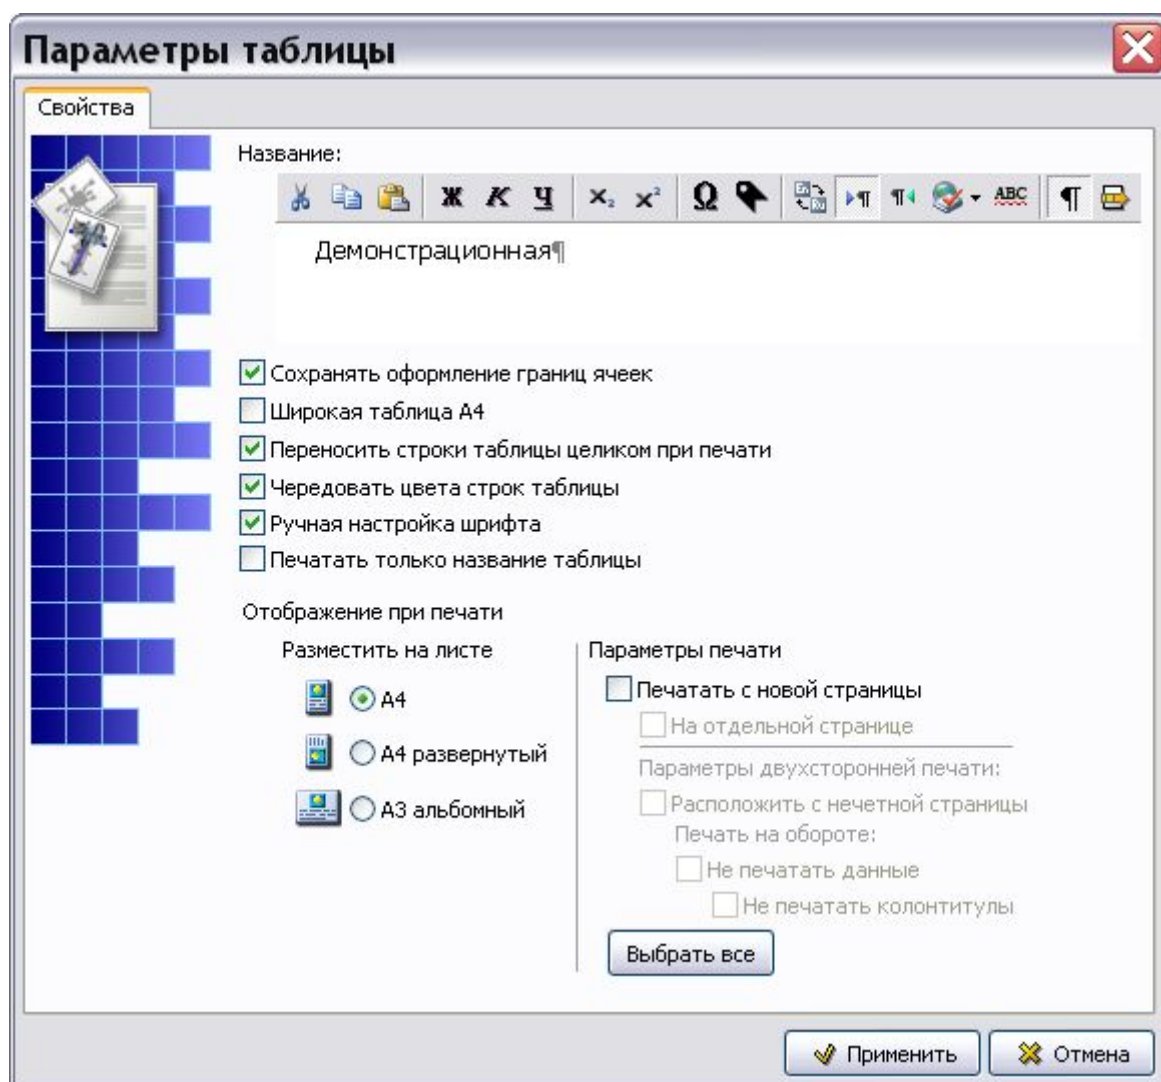 Параметры таблицы
Свойства
Название:
Ж К Ч X₂ X² Ω ¶ ¶ ABC ¶
Демонстрационная¶
Сохранять оформление границ ячеек
Широкая таблица А4
Переносить строки таблицы целиком при печати
Чередовать цвета строк таблицы
Ручная настройка шрифта
Печатать только название таблицы
Отображение при печати
Разместить на листе
А4
А4 развернутый
А3 альбомный
Параметры печати
Печатать с новой страницы
На отдельной странице
Параметры двухсторонней печати:
Расположить с нечетной страницы
Печать на обороте:
Не печатать данные
Не печатать колонтитулы
Выбрать все
Применить
Отмена